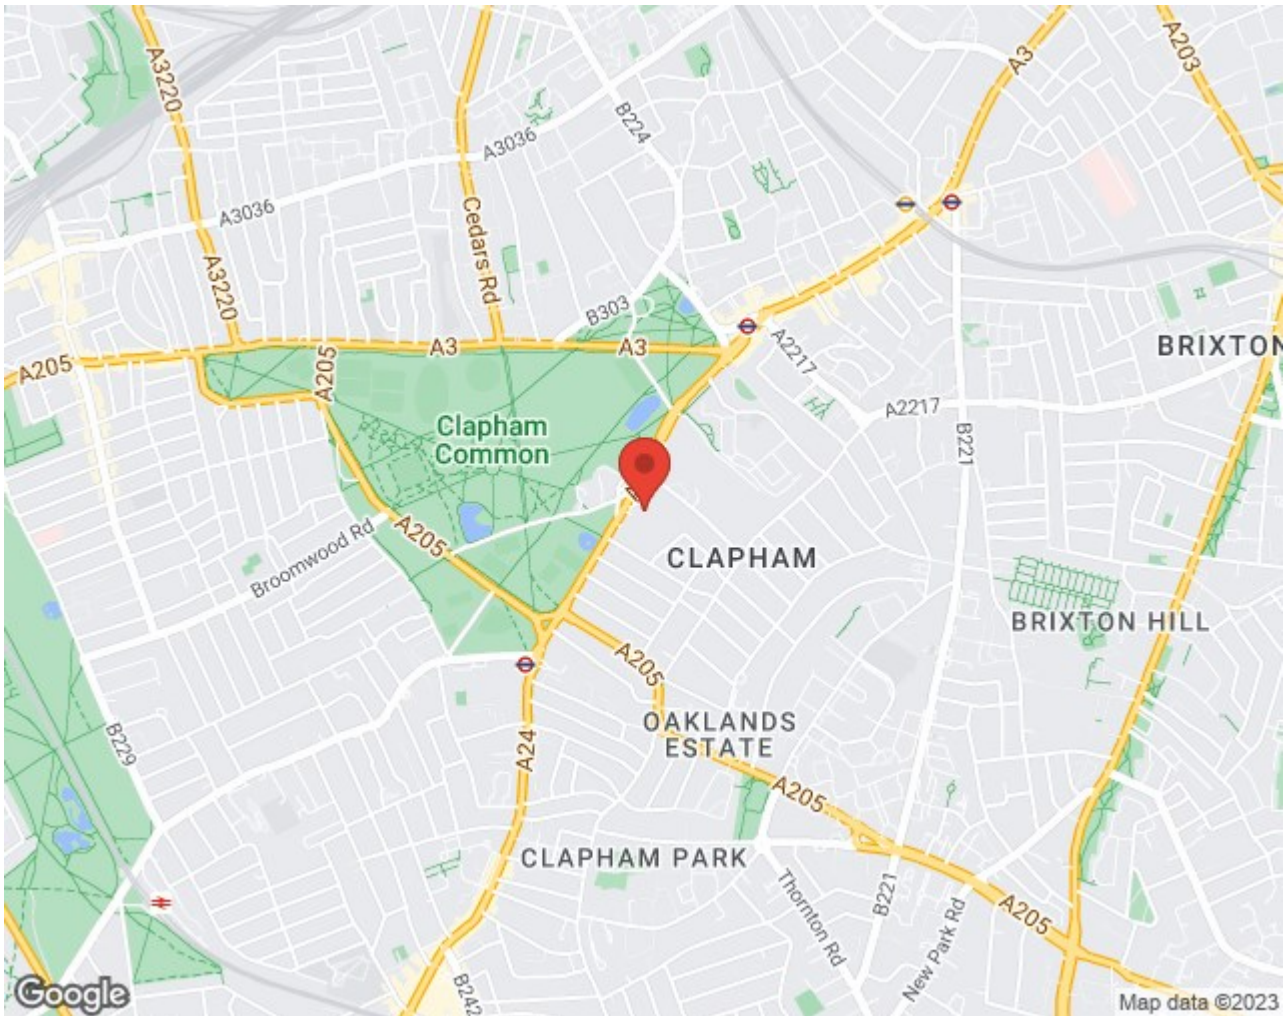 A3220
A3
A203
B224
A3036
A3036
Cedars Rd
A3220
B303
A2217
BRIXTON
A205
A205
A3
A3
A2217
B221
Clapham
Common
A205
Broomwood Rd
CLAPHAM
BRIXTON HILL
A205
OAKLANDS
ESTATE
B229
A24
A205
CLAPHAM PARK
Thornton Rd
B221
New Park Rd
A205
B242
Google
Map data ©2023